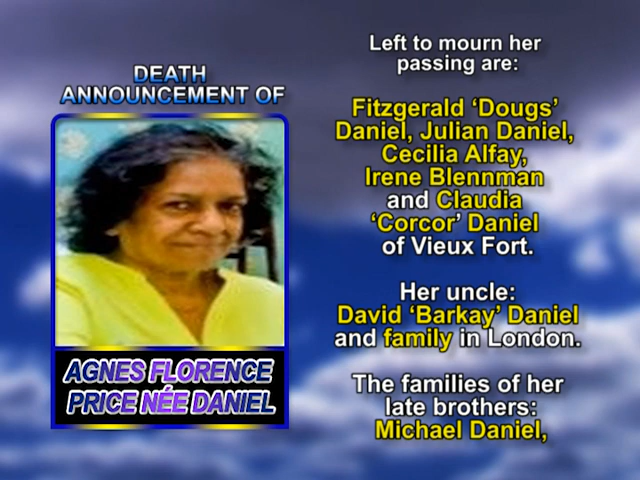 DEATH
ANNOUNCEMENT OF
AGNES FLORENCE
PRICE NÉE DANIEL
Left to mourn her
passing are:
Fitzgerald ‘Dougs’
Daniel, Julian Daniel,
Cecilia Alfay,
Irene Blennman
and Claudia
‘Corcor’ Daniel
of Vieux Fort.
Her uncle:
David ‘Barkay’ Daniel
and family in London.
The families of her
late brothers:
Michael Daniel,